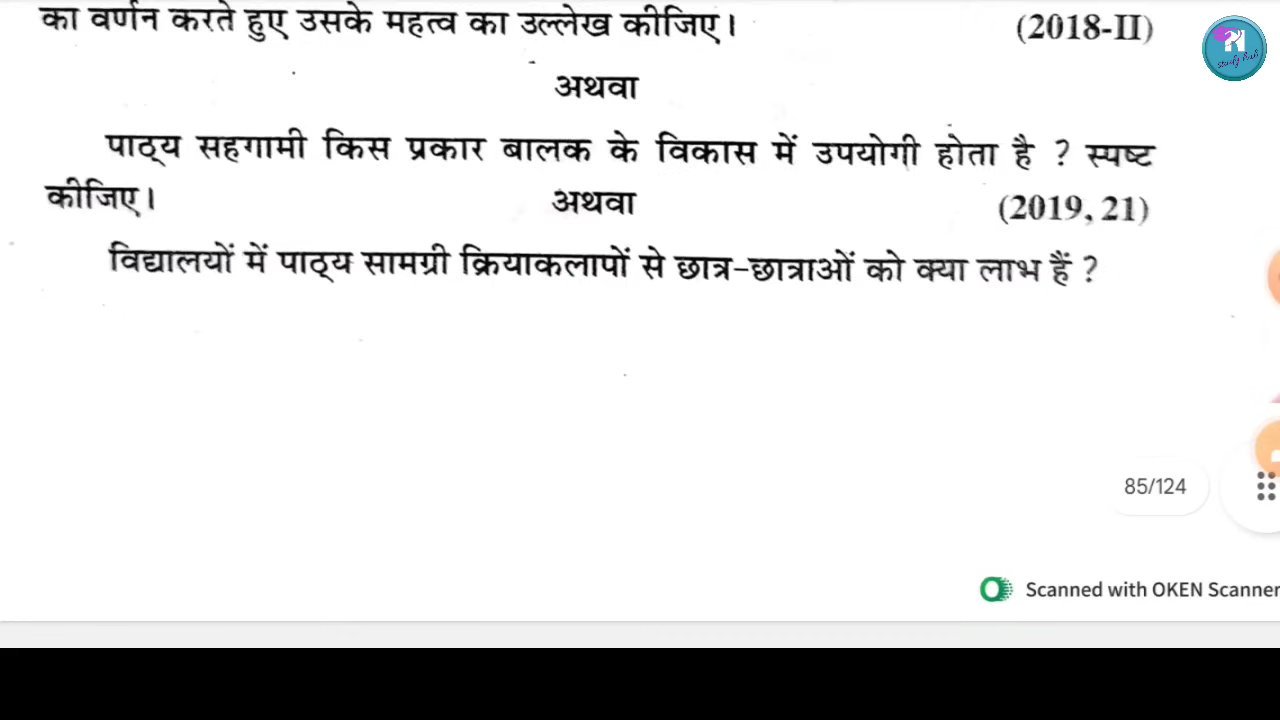 का वर्णन करते हुए उसके महत्व का उल्लेख कीजिए। (2018-II)
अथवा
पाठ्य सहगामी किस प्रकार बालक के विकास में उपयोगी होता है ? स्पष्ट
कीजिए। अथवा (2019, 21)
विद्यालयों में पाठ्य सामग्री क्रियाकलापों से छात्र-छात्राओं को क्या लाभ हैं ?
85/124
Scanned with OKEN Scanner